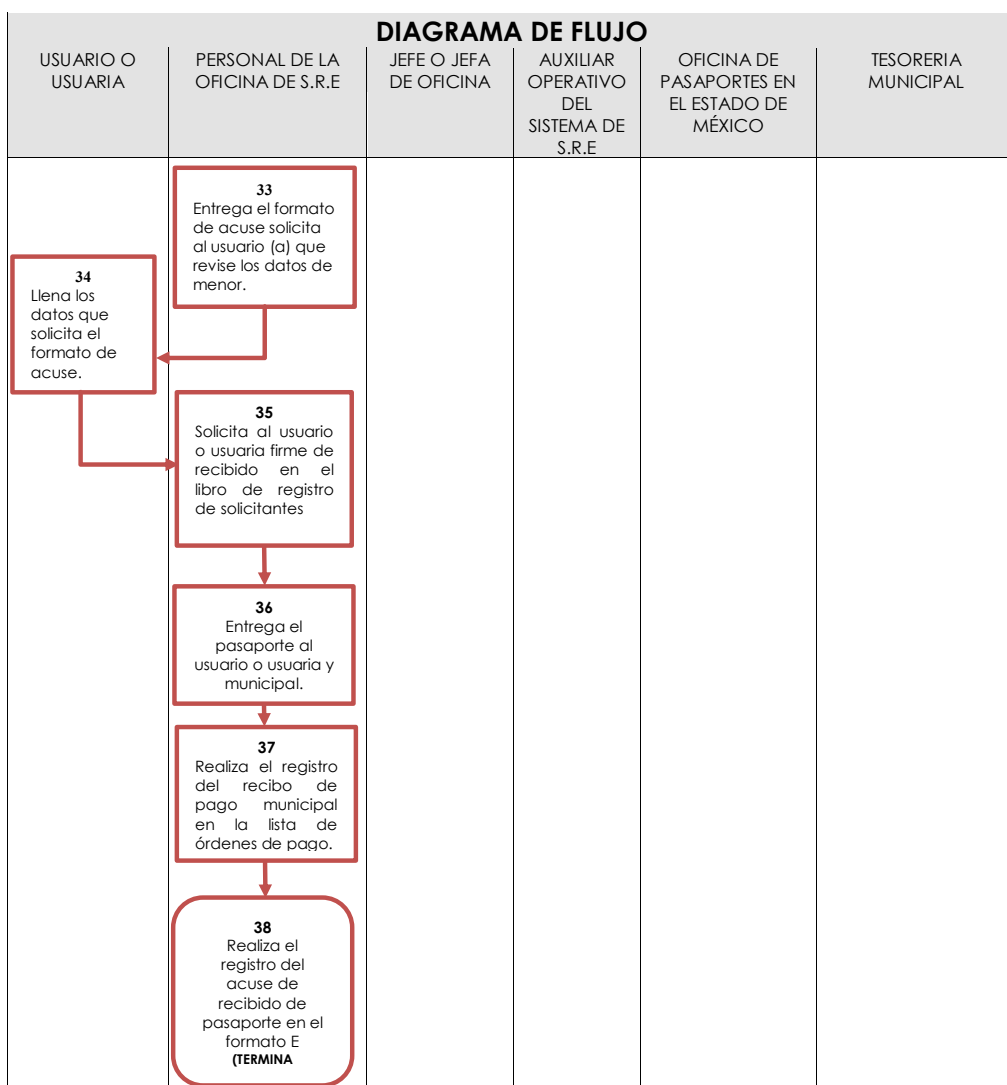 DIAGRAMA DE FLUJO
USUARIO O
USUARIA
PERSONAL DE LA
OFICINA DE S.R.E
JEFE O JEFA
DE OFICINA
AUXILIAR
OPERATIVO
DEL
SISTEMA DE
S.R.E
OFICINA DE
PASAPORTES EN
EL ESTADO DE
MÉXICO
TESORERIA
MUNICIPAL
33
Entrega el formato
de acuse solicita
al usuario (a) que
revise los datos de
menor.
34
Llena los
datos que
solicita el
formato de
acuse.
35
Solicita al usuario
o usuaria firme de
recibido en el
libro de registro
de solicitantes
36
Entrega el
pasaporte al
usuario o usuaria y
municipal.
37
Realiza el registro
del recibo de
pago municipal
en la lista de
órdenes de pago.
38
Realiza el
registro del
acuse de
recibido de
pasaporte en el
formato E
(TERMINA